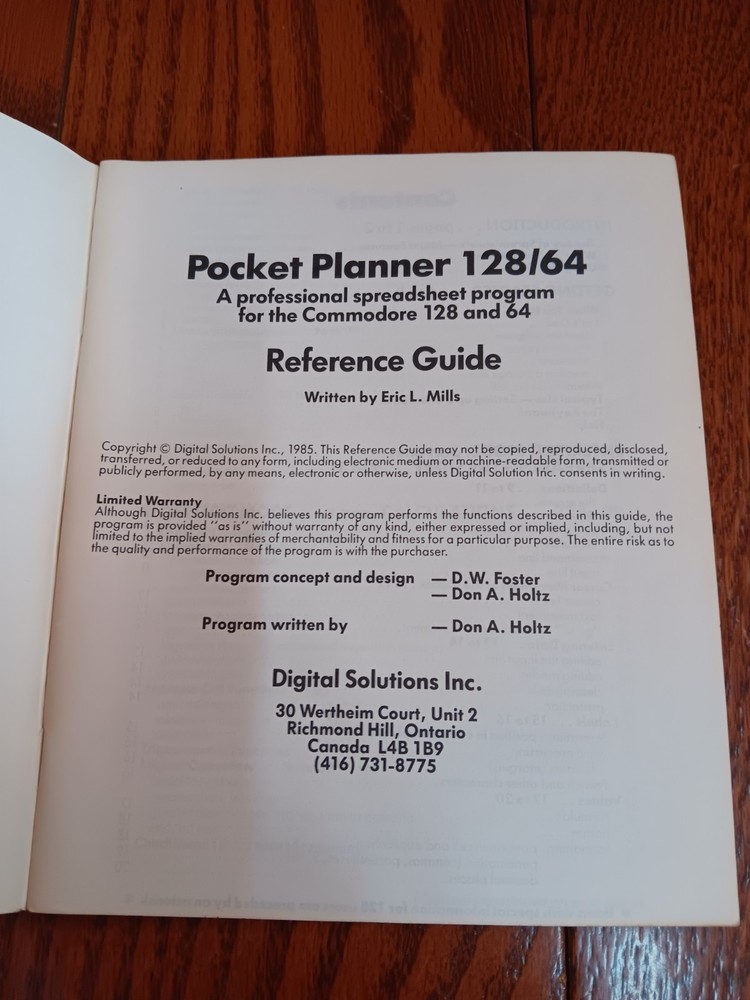 Pocket Planner 128/64
A professional spreadsheet program
for the Commodore 128 and 64
Reference Guide
Written by Eric L. Mills
Copyright © Digital Solutions Inc., 1985. This Reference Guide may not be copied, reproduced, disclosed,
transferred, or reduced to any form, including electronic medium or machine-readable form, transmitted or
publicly performed, by any means, electronic or otherwise, unless Digital Solution Inc. consents in writing.
Limited Warranty
Although Digital Solutions Inc. believes this program performs the functions described in this guide, the
program is provided "as is" without warranty of any kind, either expressed or implied, including, but not
limited to the implied warranties of merchantability and fitness for a particular purpose. The entire risk as to
the quality and performance of the program is with the purchaser.
Program concept and design — D.W. Foster
— Don A. Holtz
Program written by — Don A. Holtz
Digital Solutions Inc.
30 Wertheim Court, Unit 2
Richmond Hill, Ontario
Canada L4B 1B9
(416) 731-8775